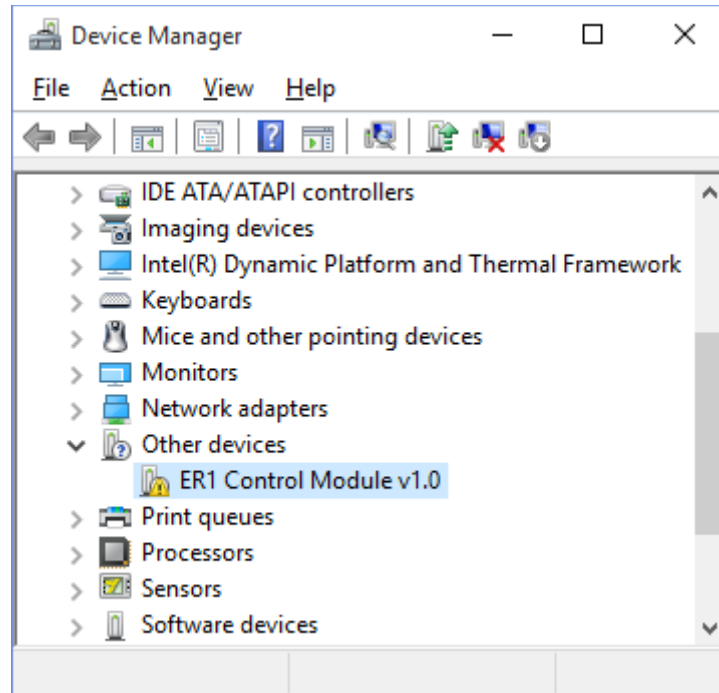 Device Manager
File Action View Help
IDE ATA/ATAPI controllers
Imaging devices
Intel(R) Dynamic Platform and Thermal Framework
Keyboards
Mice and other pointing devices
Monitors
Network adapters
Other devices
ER1 Control Module v1.0
Print queues
Processors
Sensors
Software devices